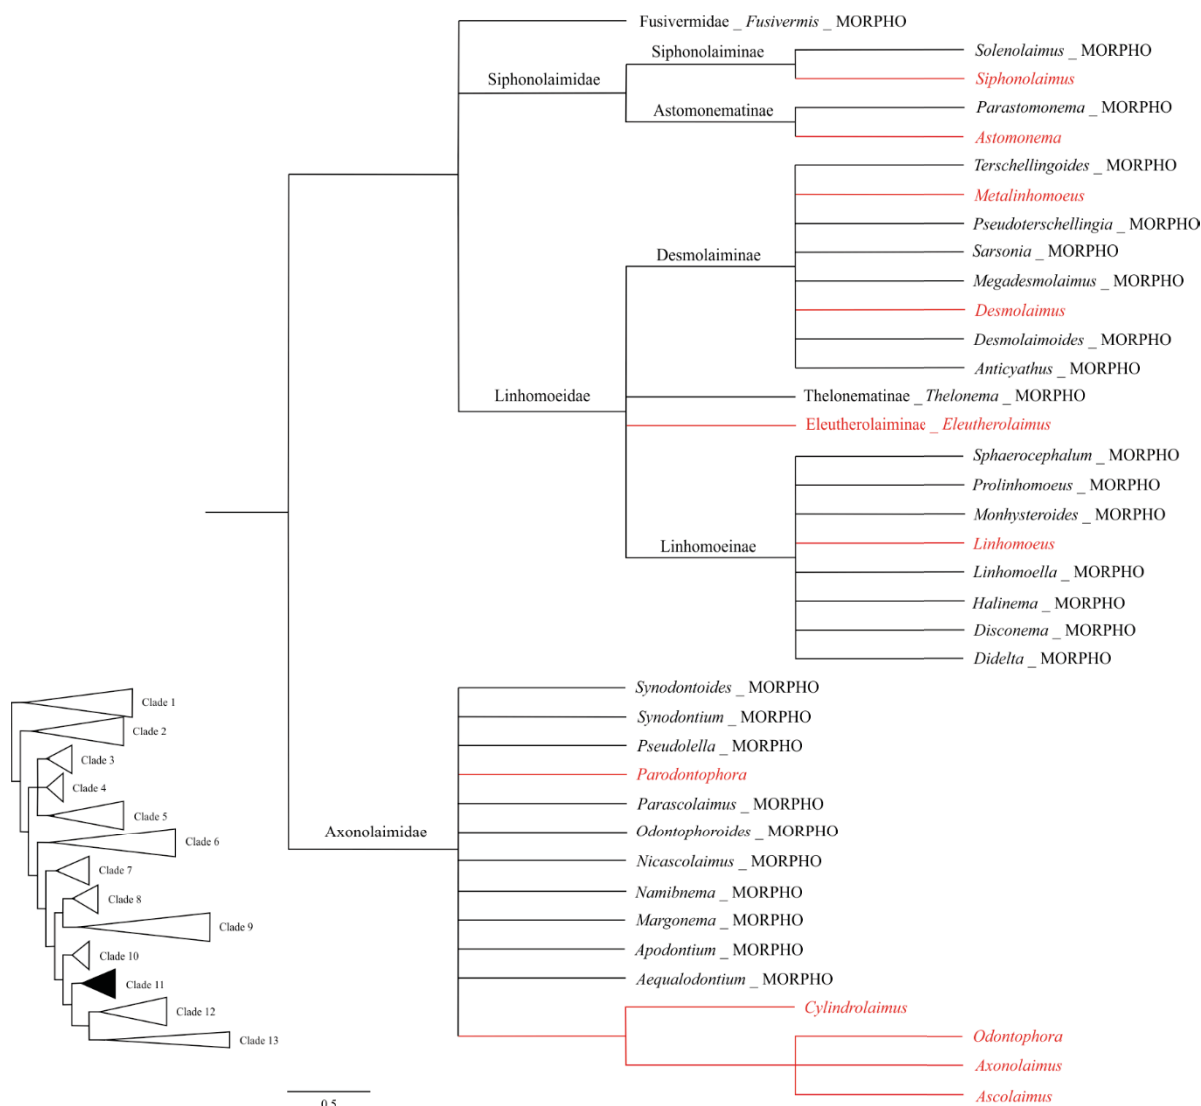 Fusivermidae _ Fusivermis _ MORPHO
Siphonolaiminae
Solenolaimus _ MORPHO
Siphonolaimidae
Siphonolaimus
Astomonematinae
Parastomonema _ MORPHO
Astomonema
Terschellingoides _ MORPHO
Metalinhomoeus
Pseudoterschellingia _ MORPHO
Desmolaiminae
Sarsonia _ MORPHO
Megadesmolaimus _ MORPHO
Desmolaimus
Desmolaimoides _ MORPHO
Anticyathus _ MORPHO
Linhomoeidae
Thelonematinae _ Thelonema _ MORPHO
Eleutherolaiminae _ Eleutherolaimus
Sphaerocephalum _ MORPHO
Prolinhomoeus _ MORPHO
Monhysteroides _ MORPHO
Linhomoeinae
Linhomoeus
Linhomoella _ MORPHO
Halinema _ MORPHO
Disconema _ MORPHO
Didelta _ MORPHO
Synodontoides _ MORPHO
Synodontium _ MORPHO
Pseudolella _ MORPHO
Parodontophora
Parascolaimus _ MORPHO
Axonolaimidae
Odontophoroides _ MORPHO
Nicascolaimus _ MORPHO
Namibnema _ MORPHO
Margonema _ MORPHO
Apodontium _ MORPHO
Aequalodontium _ MORPHO
Cylindrolaimus
Odontophora
Axonolaimus
Ascolaimus
Clade 1
Clade 2
Clade 3
Clade 4
Clade 5
Clade 6
Clade 7
Clade 8
Clade 9
Clade 10
Clade 11
Clade 12
Clade 13
0.5